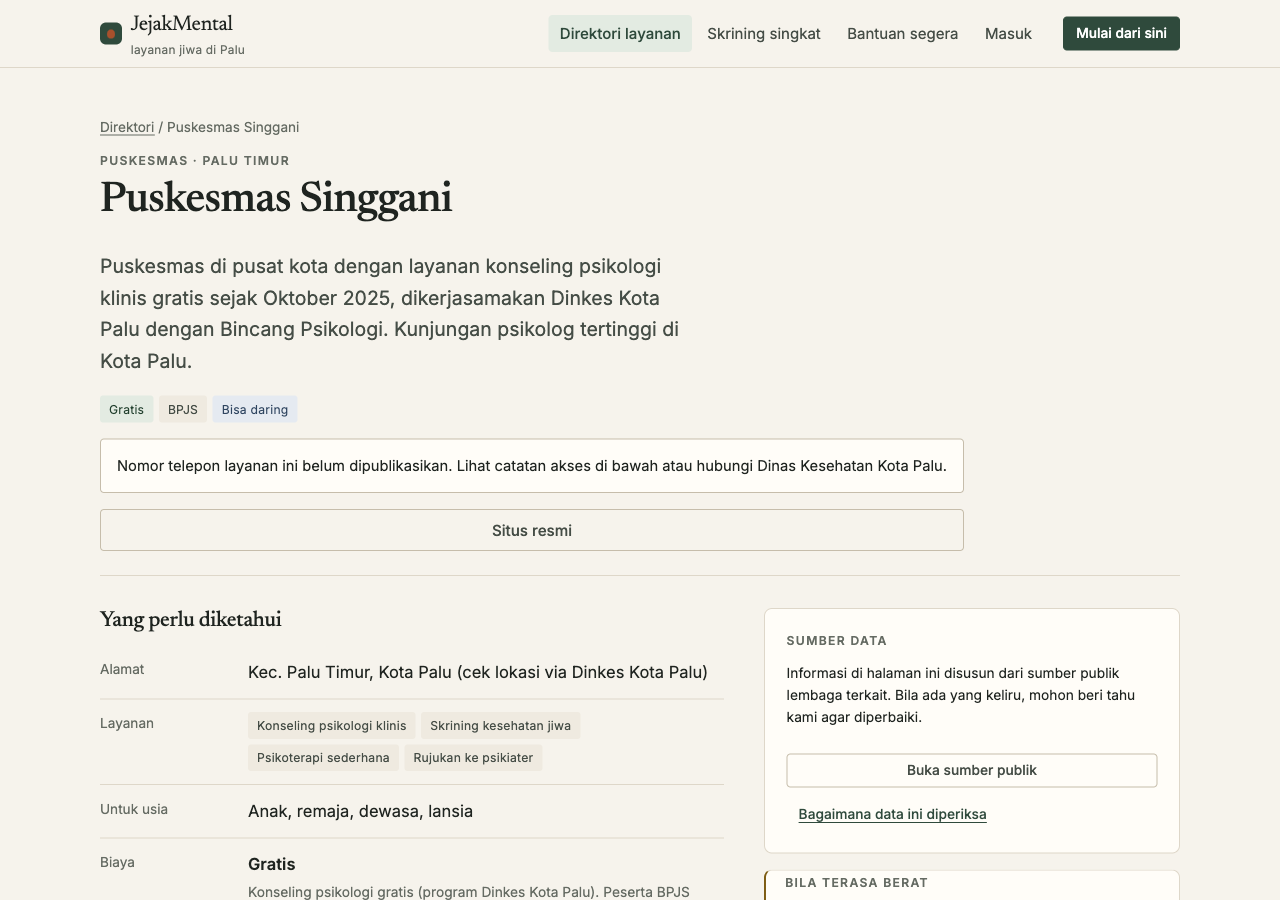 JejakMental
layanan jiwa di Palu
Direktori layanan
Skrining singkat
Bantuan segera
Masuk
Mulai dari sini
Direktori / Puskesmas Singgani
PUSKESMAS · PALU TIMUR
Puskesmas Singgani
Puskesmas di pusat kota dengan layanan konseling psikologi
klinis gratis sejak Oktober 2025, dikerjasamakan Dinkes Kota
Palu dengan Bincang Psikologi. Kunjungan psikolog tertinggi di
Kota Palu.
Gratis
BPJS
Bisa daring
Nomor telepon layanan ini belum dipublikasikan. Lihat catatan akses di bawah atau hubungi Dinas Kesehatan Kota Palu.
Situs resmi
Yang perlu diketahui
Alamat
Kec. Palu Timur, Kota Palu (cek lokasi via Dinkes Kota Palu)
Layanan
Konseling psikologi klinis
Skrining kesehatan jiwa
Psikoterapi sederhana
Rujukan ke psikiater
Untuk usia
Anak, remaja, dewasa, lansia
Biaya
Gratis
Konseling psikologi gratis (program Dinkes Kota Palu). Peserta BPJS
SUMBER DATA
Informasi di halaman ini disusun dari sumber publik
lembaga terkait. Bila ada yang keliru, mohon beri tahu
kami agar diperbaiki.
Buka sumber publik
Bagaimana data ini diperiksa
BILA TERASA BERAT